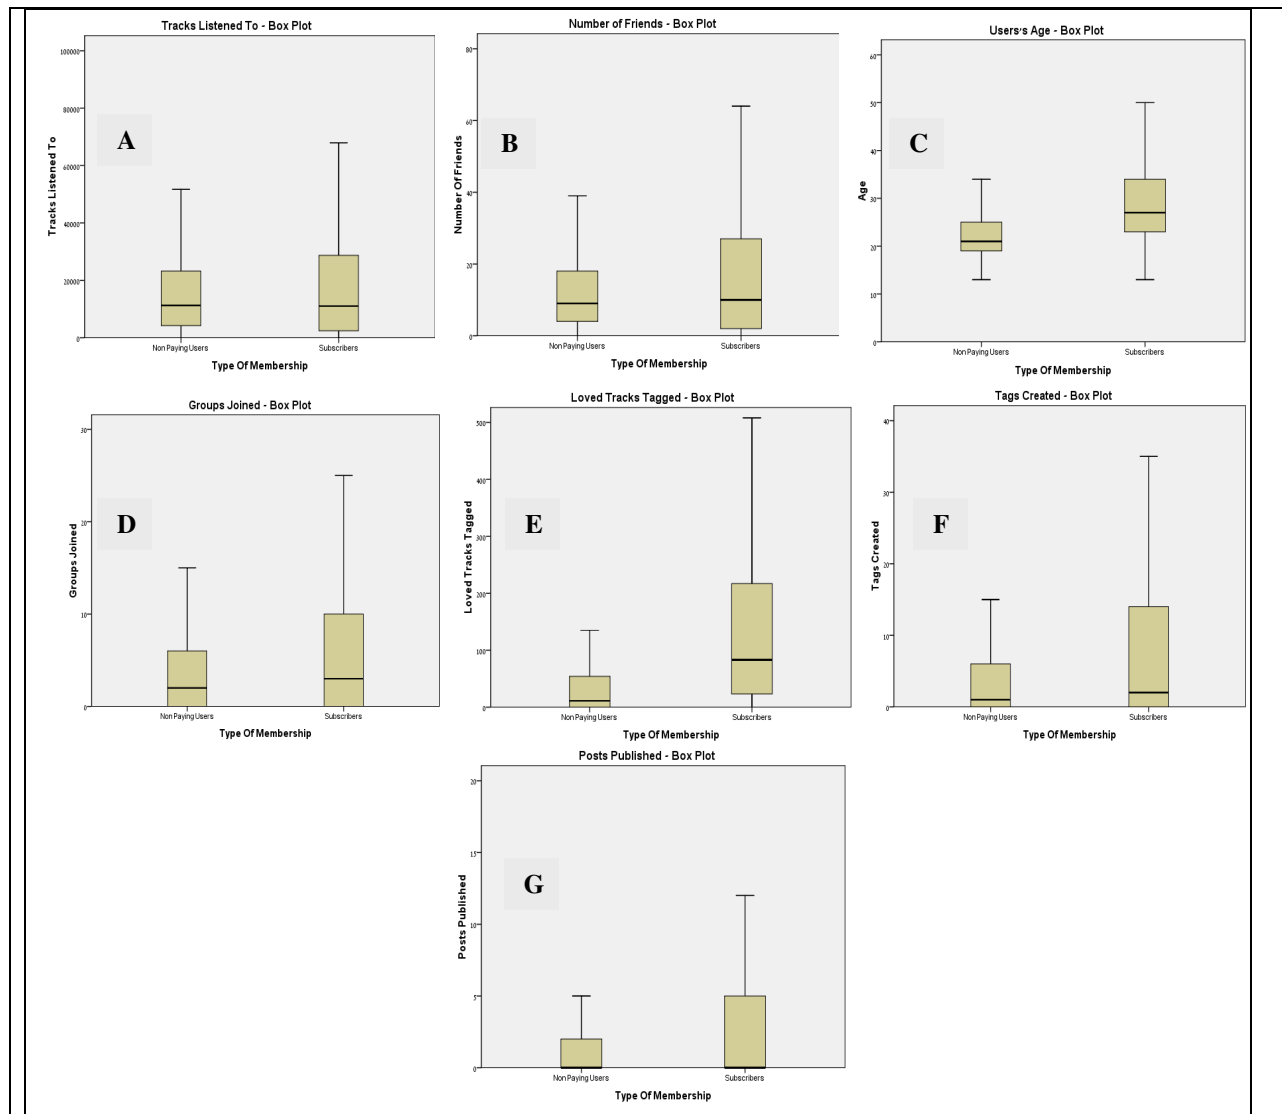 Tracks Listened To - Box Plot
100000
80000
60000
40000
20000
0
Tracks Listened To
A
Non Paying Users
Subscribers
Type Of Membership
Number of Friends - Box Plot
80
60
40
20
0
Number Of Friends
B
Non Paying Users
Subscribers
Type Of Membership
Users's Age - Box Plot
60
50
40
30
20
10
0
Age
C
Non Paying Users
Subscribers
Type Of Membership
Groups Joined - Box Plot
30
20
10
0
Groups Joined
D
Non Paying Users
Subscribers
Type Of Membership
Loved Tracks Tagged - Box Plot
500
400
300
200
100
0
Loved Tracks Tagged
E
Non Paying Users
Subscribers
Type Of Membership
Tags Created - Box Plot
40
30
20
10
0
Tags Created
F
Non Paying Users
Subscribers
Type Of Membership
Posts Published - Box Plot
20
15
10
5
0
Posts Published
G
Non Paying Users
Subscribers
Type Of Membership